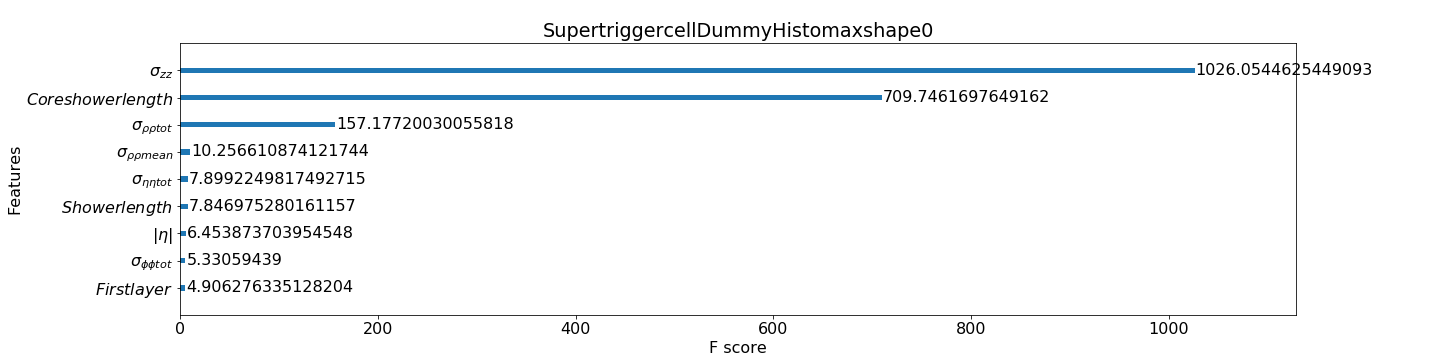 SupertriggercellDummyHistomaxshape0
σzz 1026.0544625449093
Coreshowerlength 709.7461697649162
σρρtot 157.17720030055818
σρρmean 10.256610874121744
σηηtot 7.8992249817492715
Showerlength 7.846975280161157
|η| 6.453873703954548
σϕϕtot 5.33059439
Firstlayer 4.906276335128204
Features
0 200 400 600 800 1000
F score